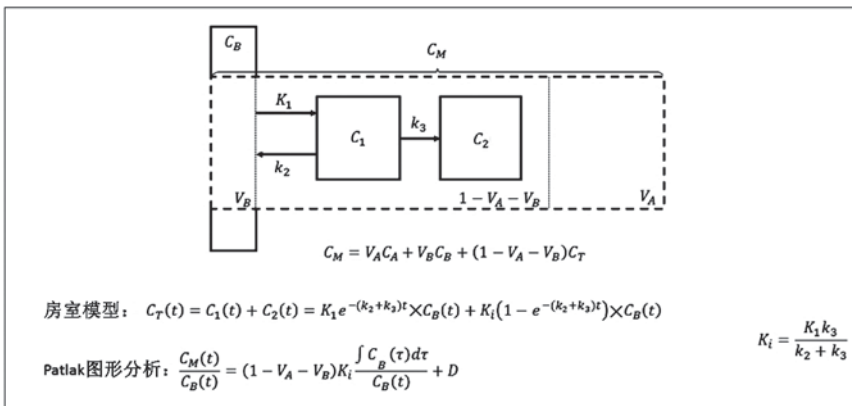 C_B
C_M
K_1
C_1
k_3
C_2
k_2
V_B
1 − V_A − V_B
V_A
C_M = V_A C_A + V_B C_B + (1 − V_A − V_B)C_T
房室模型： C_T(t) = C_1(t) + C_2(t) = K_1 e^{−(k_2+k_3)t}×C_B(t) + K_i(1 − e^{−(k_2+k_3)t})×C_B(t)
K_i = \frac{K_1 k_3}{k_2 + k_3}
Patlak图形分析： \frac{C_M(t)}{C_B(t)} = (1 − V_A − V_B)K_i \frac{∫ C_B(τ)dτ}{C_B(t)} + D